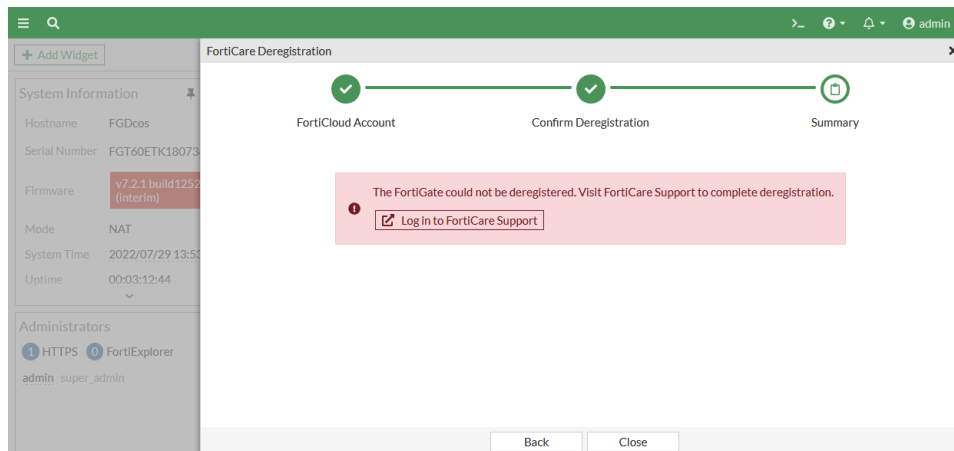 >_
admin
+ Add Widget
FortiCare Deregistration
FortiCloud Account
Confirm Deregistration
Summary
System Information
Hostname FGDcos
Serial Number FGT60ETK18073
Firmware v7.2.1 build1252
(interim)
Mode NAT
System Time 2022/07/29 13:53
Uptime 00:03:12:44
Administrators
1 HTTPS 0 FortiExplorer
admin super_admin
The FortiGate could not be deregistered. Visit FortiCare Support to complete deregistration.
Log in to FortiCare Support
Back Close